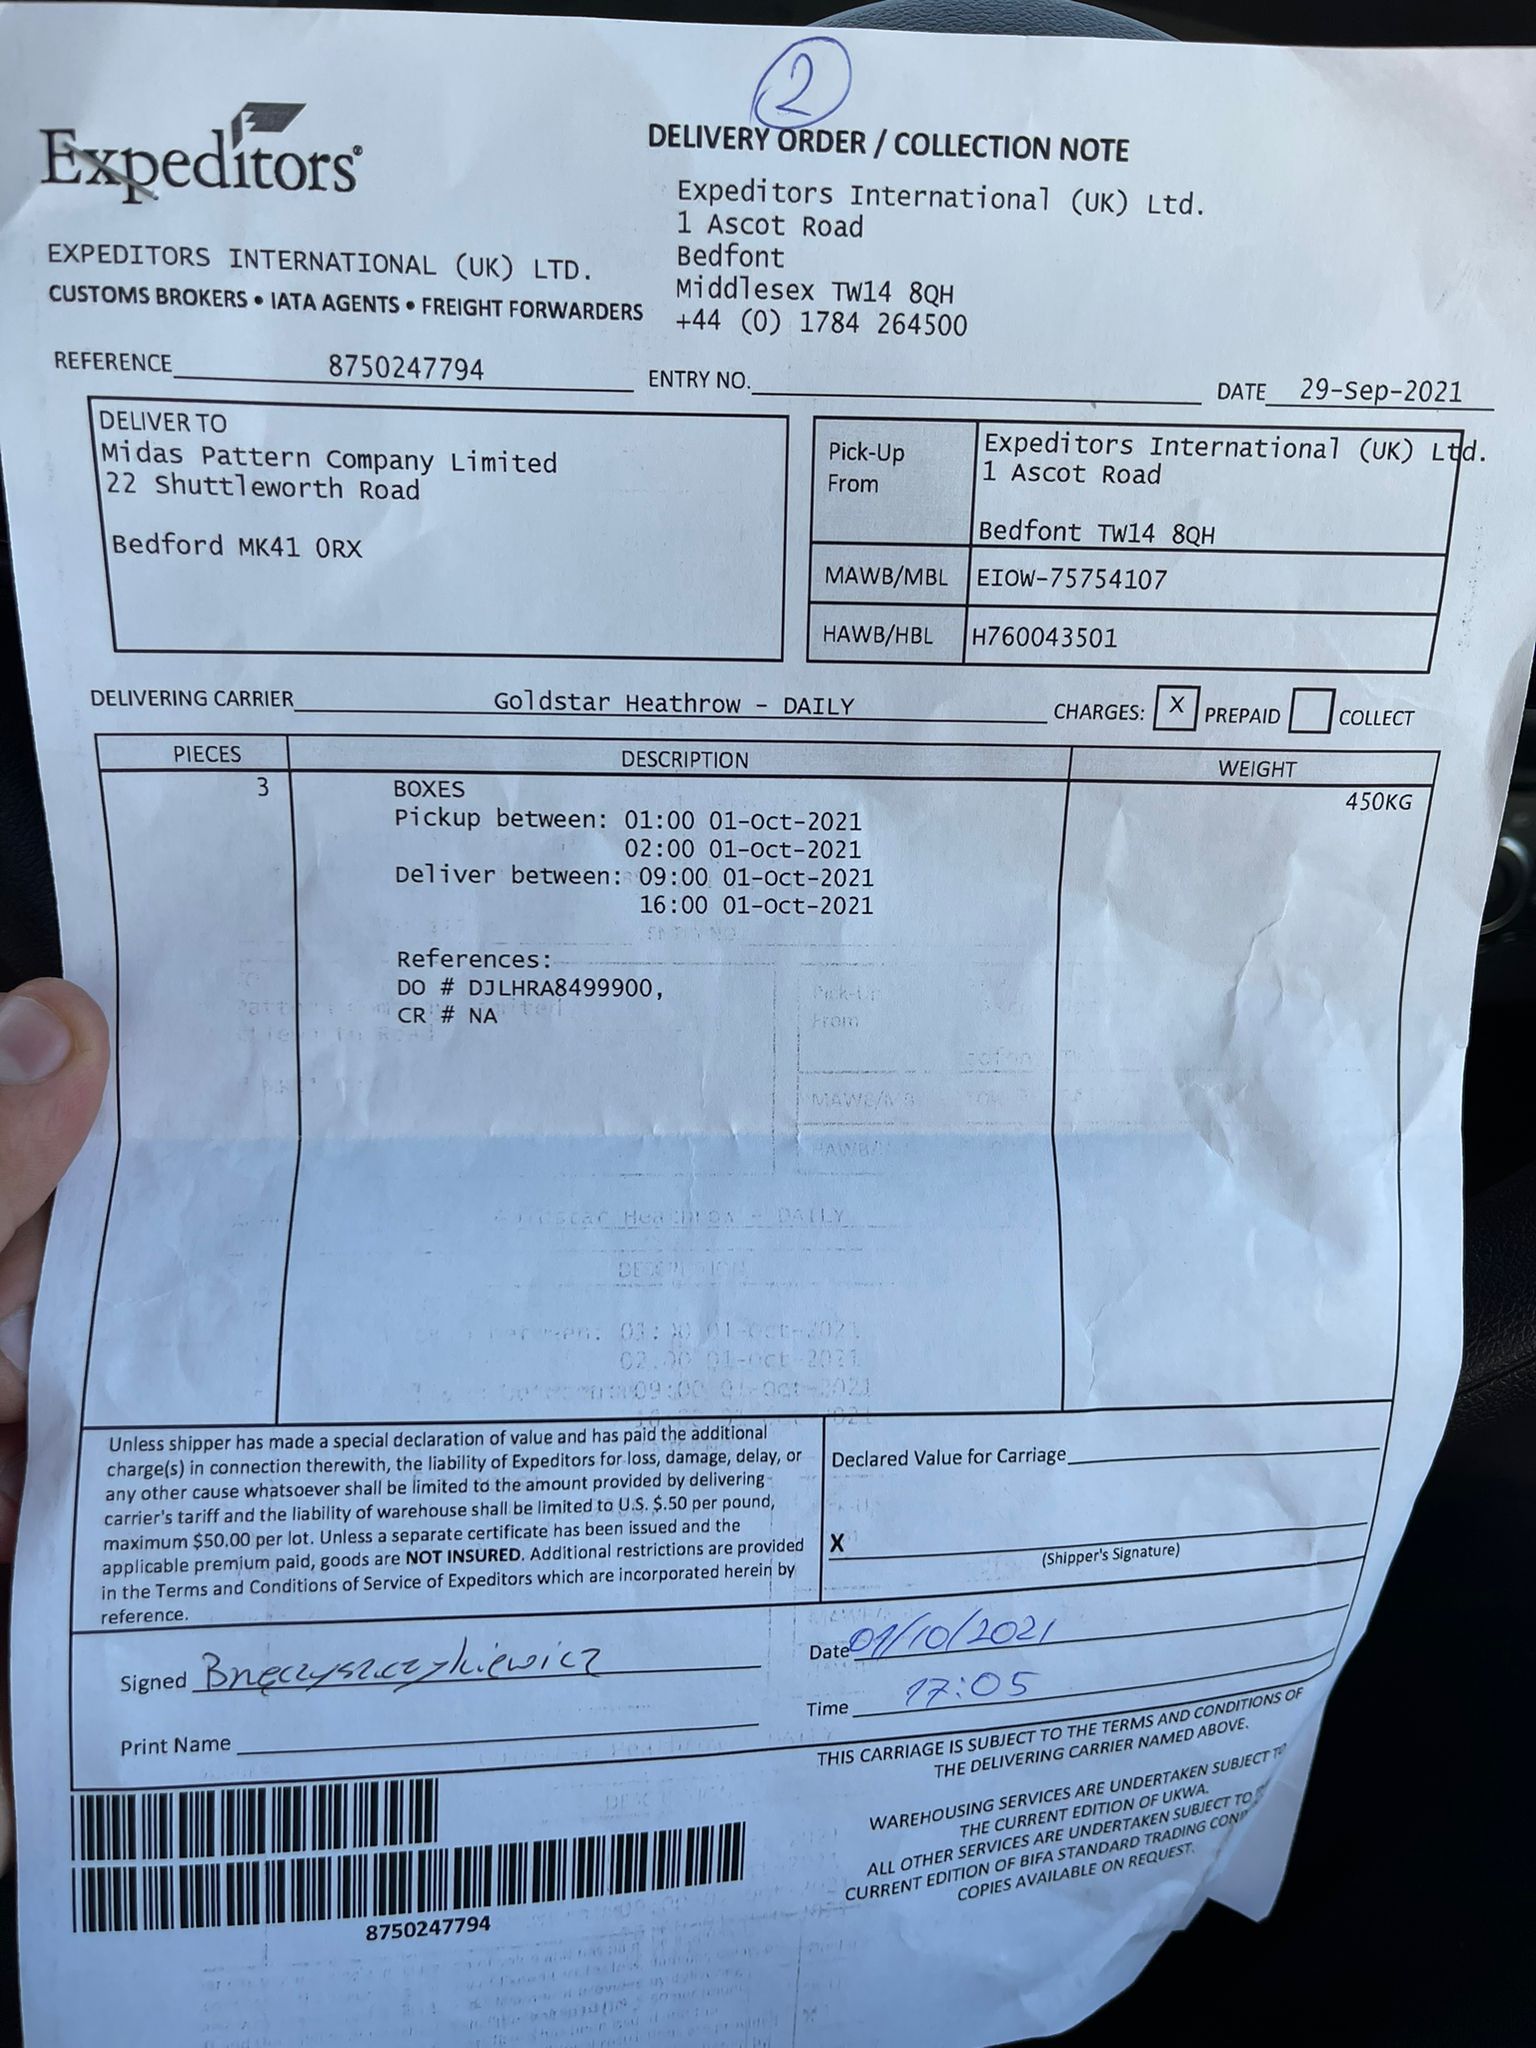 2
Expeditors®
DELIVERY ORDER / COLLECTION NOTE
Expeditors International (UK) Ltd.
1 Ascot Road
Bedfont
Middlesex TW14 8QH
+44 (0) 1784 264500
EXPEDITORS INTERNATIONAL (UK) LTD.
CUSTOMS BROKERS • IATA AGENTS • FREIGHT FORWARDERS
REFERENCE 8750247794 ENTRY NO. DATE 29-Sep-2021
DELIVER TO
Midas Pattern Company Limited
22 Shuttleworth Road
Bedford MK41 0RX
Pick-Up From
Expeditors International (UK) Ltd.
1 Ascot Road
Bedfont TW14 8QH
MAWB/MBL EIOW-75754107
HAWB/HBL H760043501
DELIVERING CARRIER Goldstar Heathrow - DAILY CHARGES: X PREPAID COLLECT
PIECES DESCRIPTION WEIGHT
3 BOXES 450KG
Pickup between: 01:00 01-Oct-2021
02:00 01-Oct-2021
Deliver between: 09:00 01-Oct-2021
16:00 01-Oct-2021
References:
DO # DJLHRA8499900,
CR # NA
Unless shipper has made a special declaration of value and has paid the additional
charge(s) in connection therewith, the liability of Expeditors for loss, damage, delay, or
any other cause whatsoever shall be limited to the amount provided by delivering
carrier's tariff and the liability of warehouse shall be limited to U.S. $.50 per pound,
maximum $50.00 per lot. Unless a separate certificate has been issued and the
applicable premium paid, goods are NOT INSURED. Additional restrictions are provided
in the Terms and Conditions of Service of Expeditors which are incorporated herein by
reference.
Declared Value for Carriage
X
(Shipper's Signature)
Signed
Date 01/10/2021
Time 17:05
Print Name
THIS CARRIAGE IS SUBJECT TO THE TERMS AND CONDITIONS OF
THE DELIVERING CARRIER NAMED ABOVE.
WAREHOUSING SERVICES ARE UNDERTAKEN SUBJECT TO
THE CURRENT EDITION OF UKWA.
ALL OTHER SERVICES ARE UNDERTAKEN SUBJECT TO
CURRENT EDITION OF BIFA STANDARD TRADING
COPIES AVAILABLE ON REQUEST.
8750247794